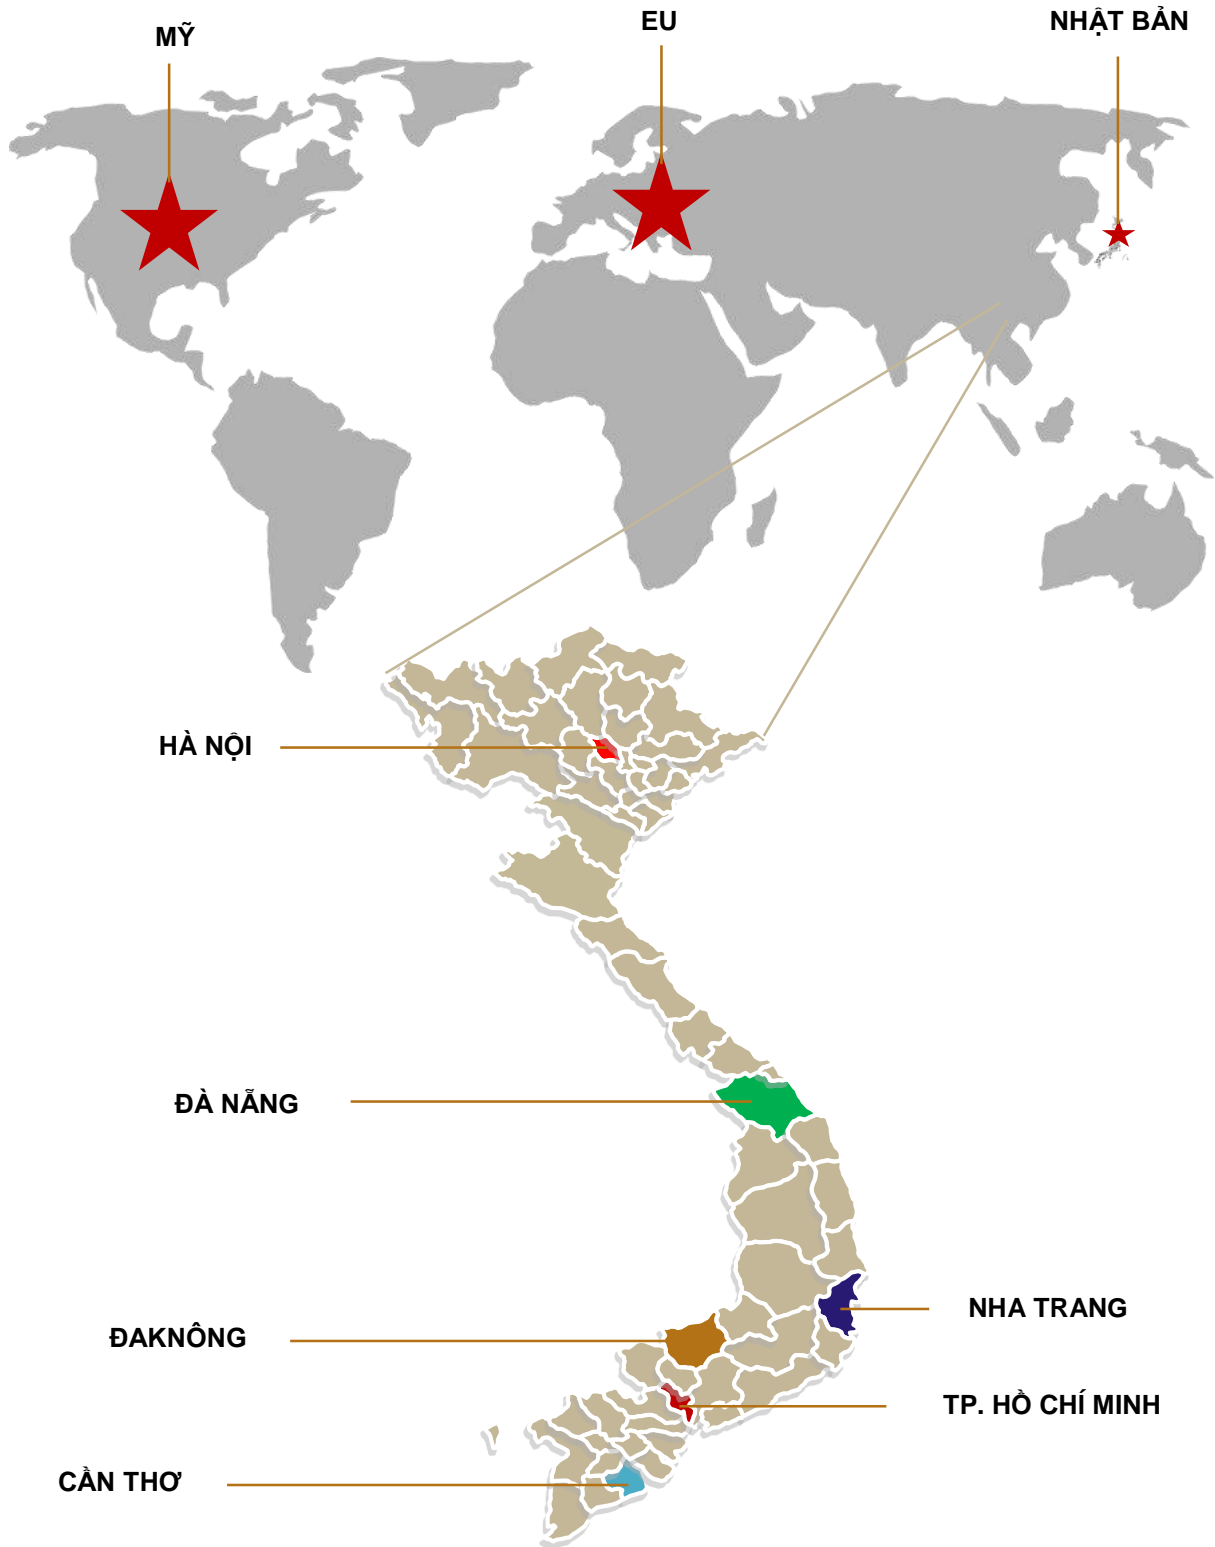 MỸ
EU
NHẬT BẢN
HÀ NỘI
ĐÀ NẴNG
NHA TRANG
ĐAKNÔNG
TP. HỒ CHÍ MINH
CẦN THƠ